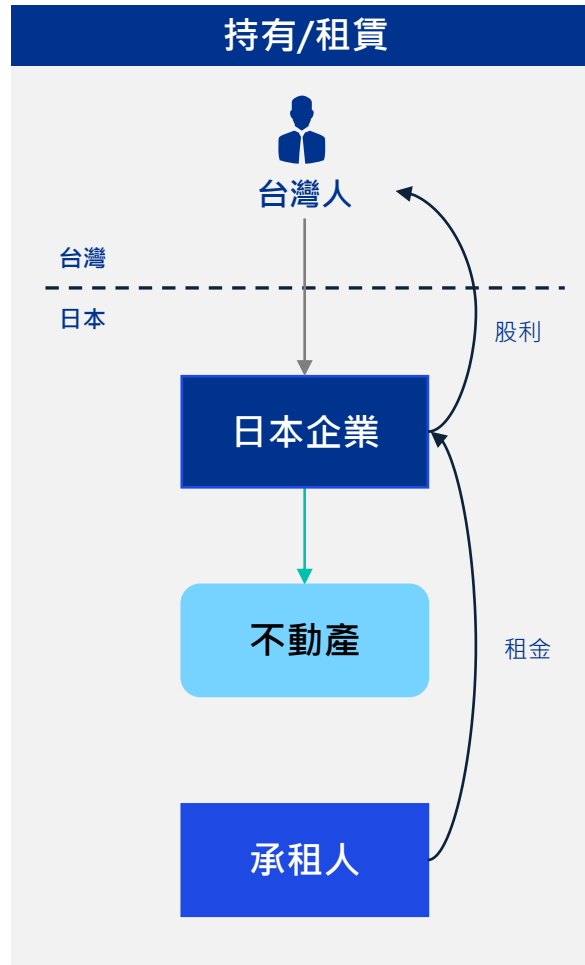 持有/租賃
台灣人
台灣
日本
股利
日本企業
不動產
租金
承租人